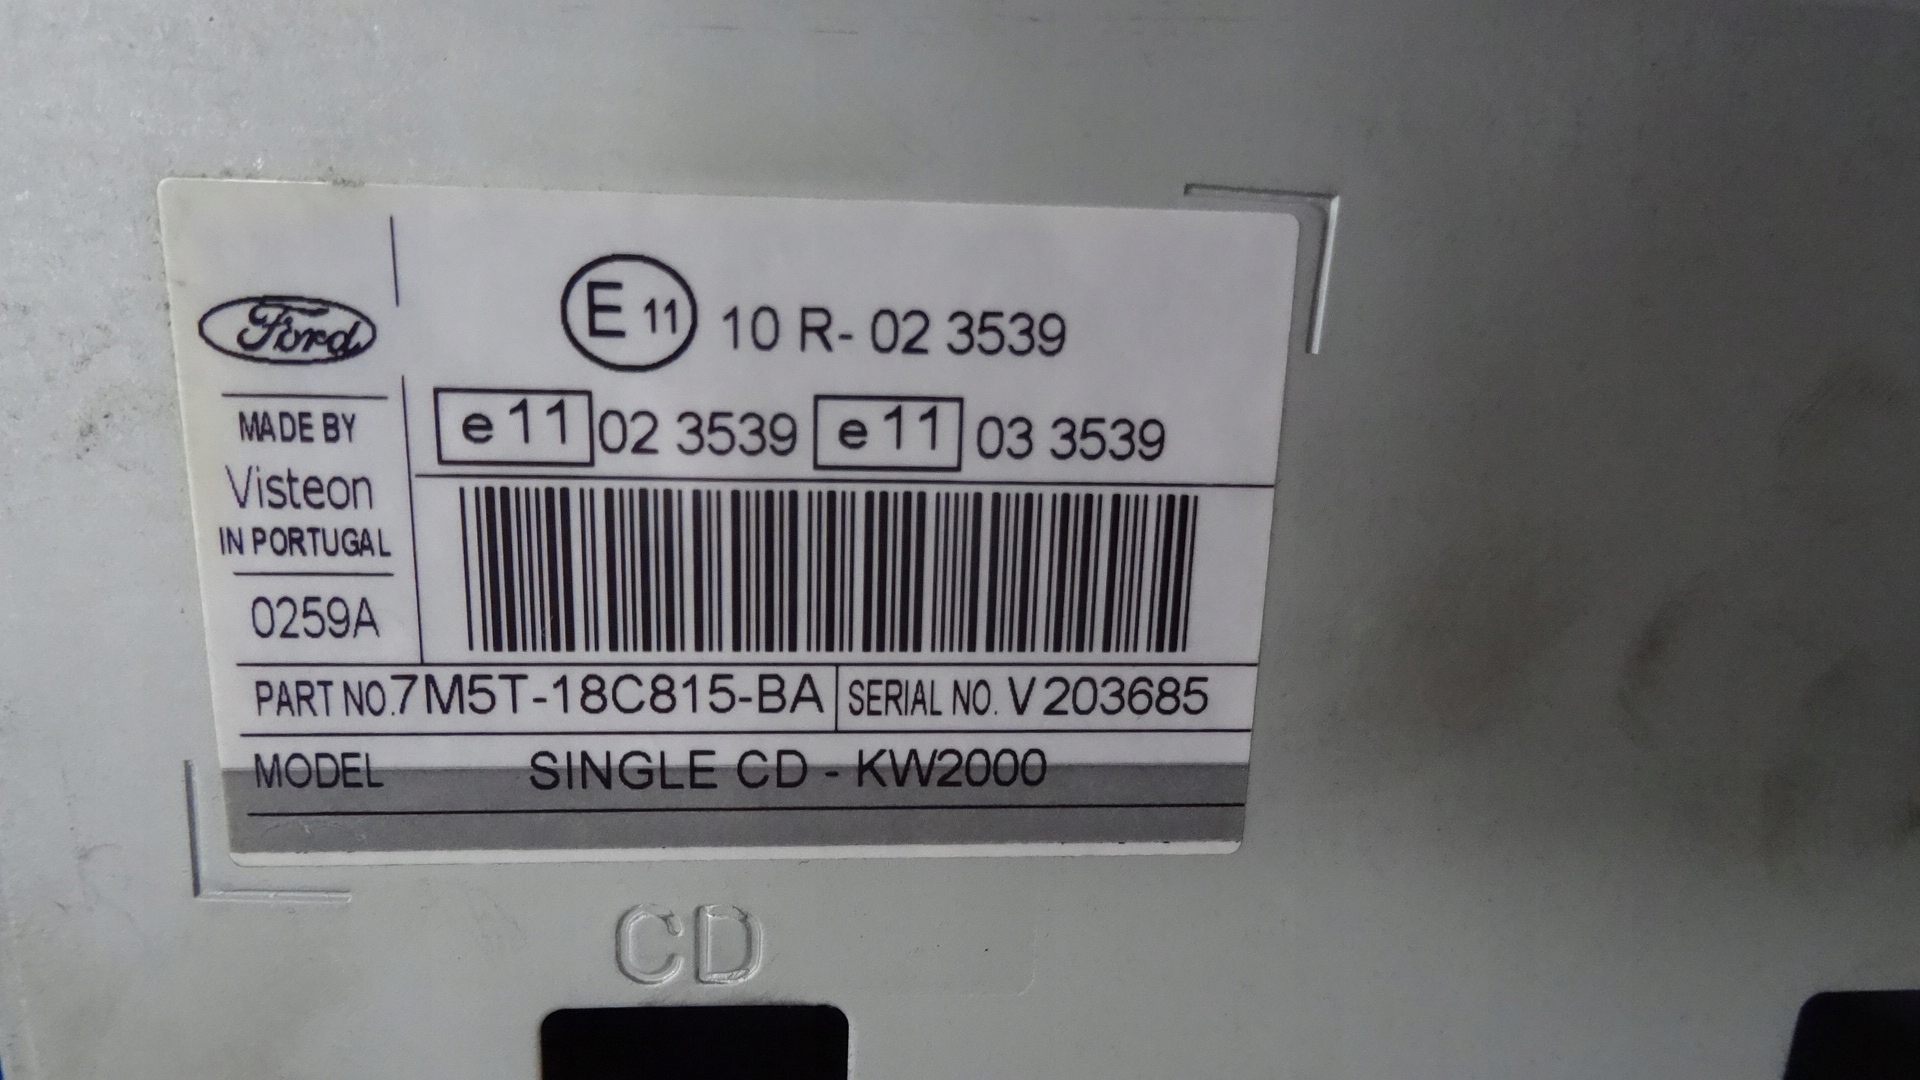 Ford
MADE BY
Visteon
IN PORTUGAL
0259A
E 11 10 R- 02 3539
e 11 02 3539 e 11 03 3539
PART NO. 7M5T-18C815-BA SERIAL NO. V203685
MODEL SINGLE CD - KW2000
CD